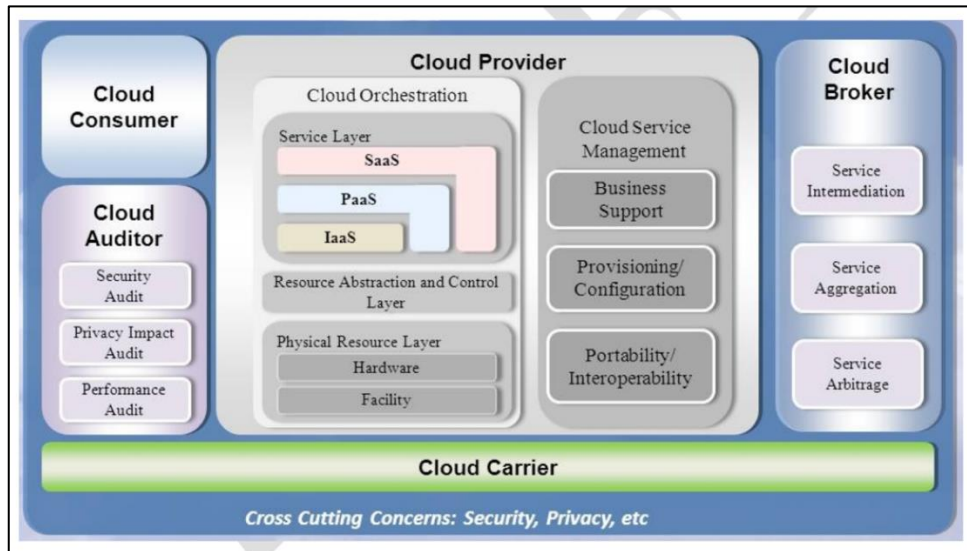 Cloud
Consumer
Cloud
Auditor
Security
Audit
Privacy Impact
Audit
Performance
Audit
Cloud Provider
Cloud Orchestration
Service Layer
SaaS
PaaS
IaaS
Resource Abstraction and Control
Layer
Physical Resource Layer
Hardware
Facility
Cloud Service
Management
Business
Support
Provisioning/
Configuration
Portability/
Interoperability
Cloud
Broker
Service
Intermediation
Service
Aggregation
Service
Arbitrage
Cloud Carrier
Cross Cutting Concerns: Security, Privacy, etc